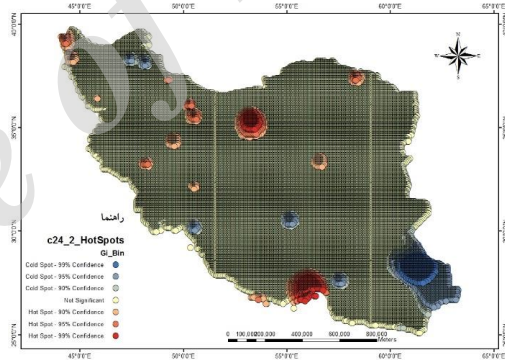 45°0'0"E 50°0'0"E 55°0'0"E 60°0'0"E 65°0'0"E
40°0'0"N
35°0'0"N
30°0'0"N
25°0'0"N
N
W E
S
راهنما
c24_2_HotSpots
Gi_Bin
Cold Spot - 99% Confidence
Cold Spot - 95% Confidence
Cold Spot - 90% Confidence
Not Significant
Hot Spot - 90% Confidence
Hot Spot - 95% Confidence
Hot Spot - 99% Confidence
0 100,000 200,000 400,000 600,000 800,000
Meters
45°0'0"E 50°0'0"E 55°0'0"E 60°0'0"E 65°0'0"E